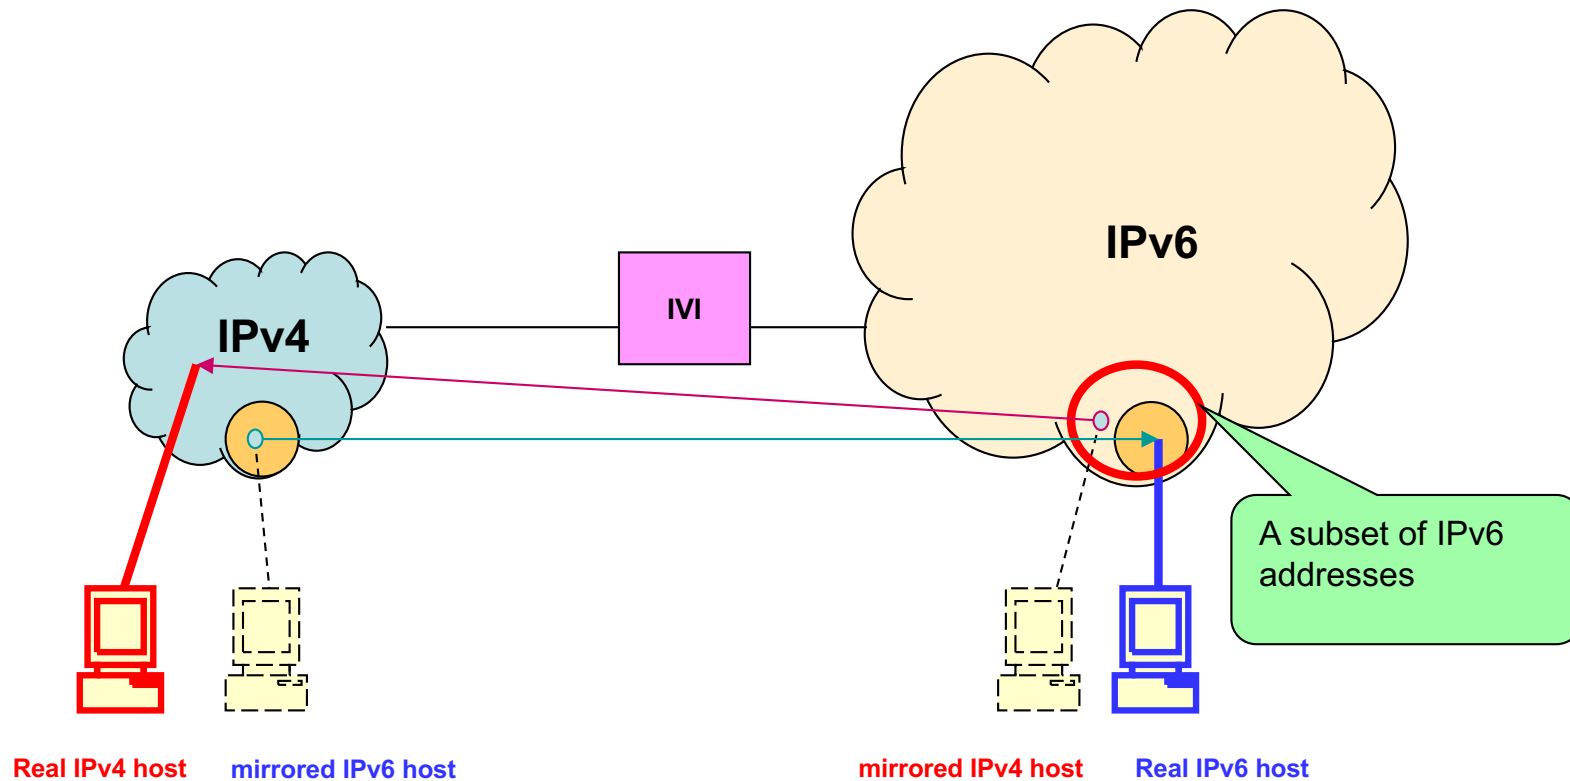 IPv6
IVI
IPv4
A subset of IPv6
addresses
Real IPv4 host
mirrored IPv6 host
mirrored IPv4 host
Real IPv6 host